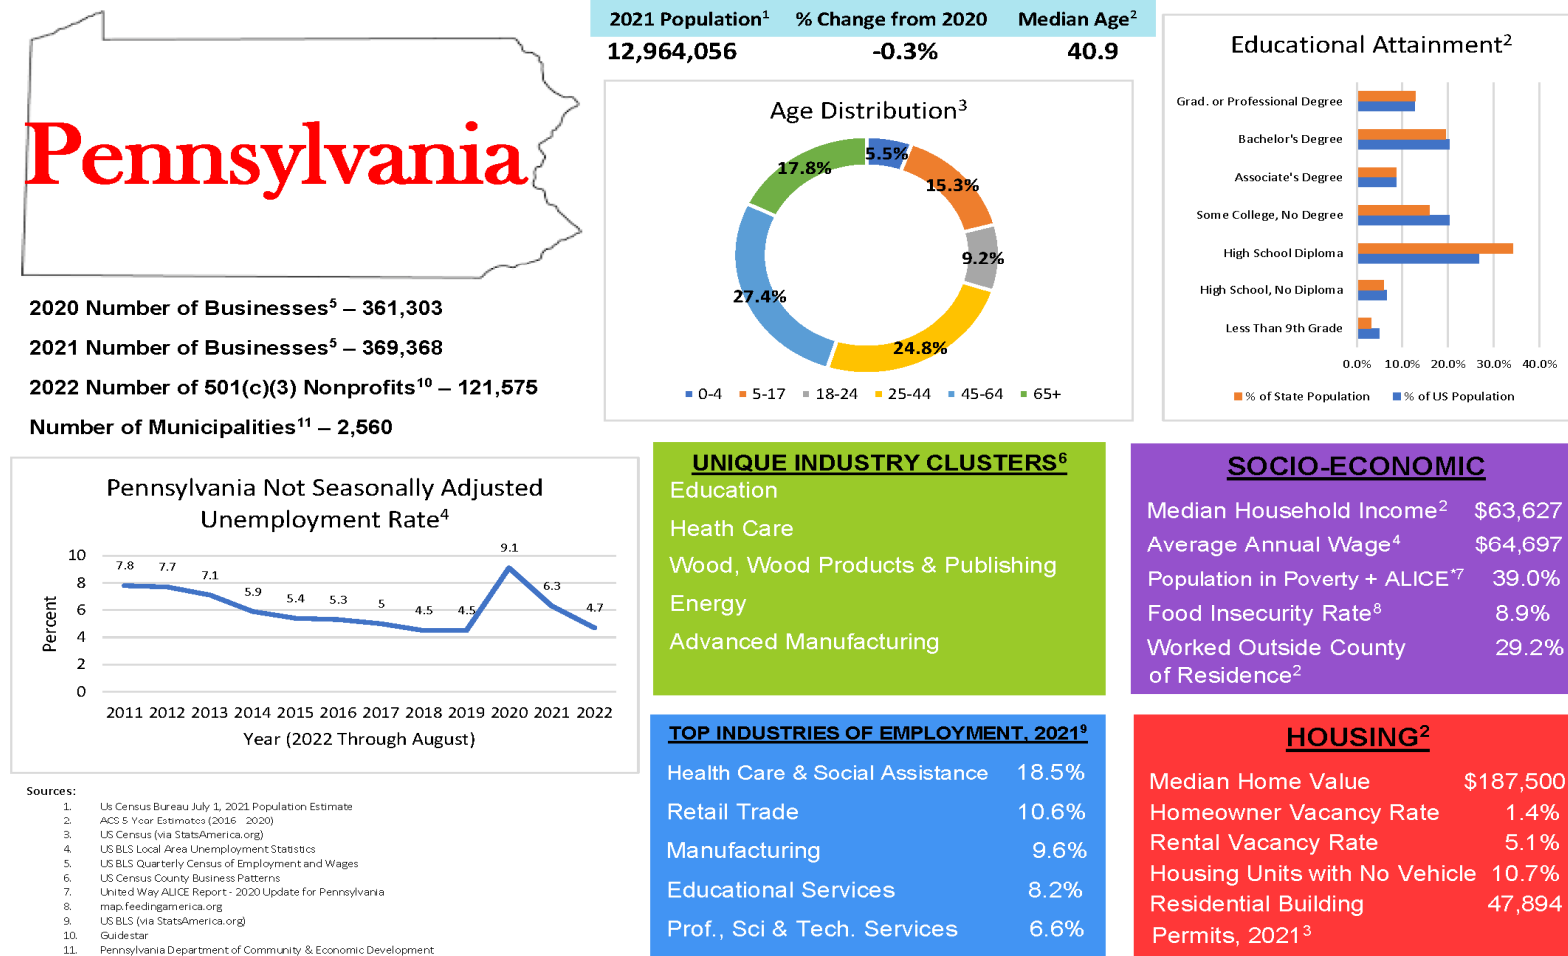 Pennsylvania
2021 Population¹ % Change from 2020 Median Age²
12,964,056 -0.3% 40.9
2020 Number of Businesses⁵ – 361,303
2021 Number of Businesses⁵ – 369,368
2022 Number of 501(c)(3) Nonprofits¹⁰ – 121,575
Number of Municipalities¹¹ – 2,560
Age Distribution³
5.5%
15.3%
9.2%
24.8%
27.4%
17.8%
0-4 5-17 18-24 25-44 45-64 65+
Educational Attainment²
Grad. or Professional Degree
Bachelor's Degree
Associate's Degree
Some College, No Degree
High School Diploma
High School, No Diploma
Less Than 9th Grade
0.0% 10.0% 20.0% 30.0% 40.0%
% of State Population % of US Population
Pennsylvania Not Seasonally Adjusted
Unemployment Rate⁴
Percent
10
8
6
4
2
0
7.8 7.7 7.1 5.9 5.4 5.3 5 4.5 4.5 9.1 6.3 4.7
2011 2012 2013 2014 2015 2016 2017 2018 2019 2020 2021 2022
Year (2022 Through August)
UNIQUE INDUSTRY CLUSTERS⁶
Education
Heath Care
Wood, Wood Products & Publishing
Energy
Advanced Manufacturing
SOCIO-ECONOMIC
Median Household Income² $63,627
Average Annual Wage⁴ $64,697
Population in Poverty + ALICE*⁷ 39.0%
Food Insecurity Rate⁸ 8.9%
Worked Outside County 29.2%
of Residence²
TOP INDUSTRIES OF EMPLOYMENT, 2021⁹
Health Care & Social Assistance 18.5%
Retail Trade 10.6%
Manufacturing 9.6%
Educational Services 8.2%
Prof., Sci & Tech. Services 6.6%
HOUSING²
Median Home Value $187,500
Homeowner Vacancy Rate 1.4%
Rental Vacancy Rate 5.1%
Housing Units with No Vehicle 10.7%
Residential Building 47,894
Permits, 2021³
Sources:
1. Us Census Bureau July 1, 2021 Population Estimate
2. ACS 5 Year Estimates (2016 - 2020)
3. US Census (via StatsAmerica.org)
4. US BLS Local Area Unemployment Statistics
5. US BLS Quarterly Census of Employment and Wages
6. US Census County Business Patterns
7. United Way ALICE Report - 2020 Update for Pennsylvania
8. map.feedingamerica.org
9. US BLS (via StatsAmerica.org)
10. Guidestar
11. Pennsylvania Department of Community & Economic Development